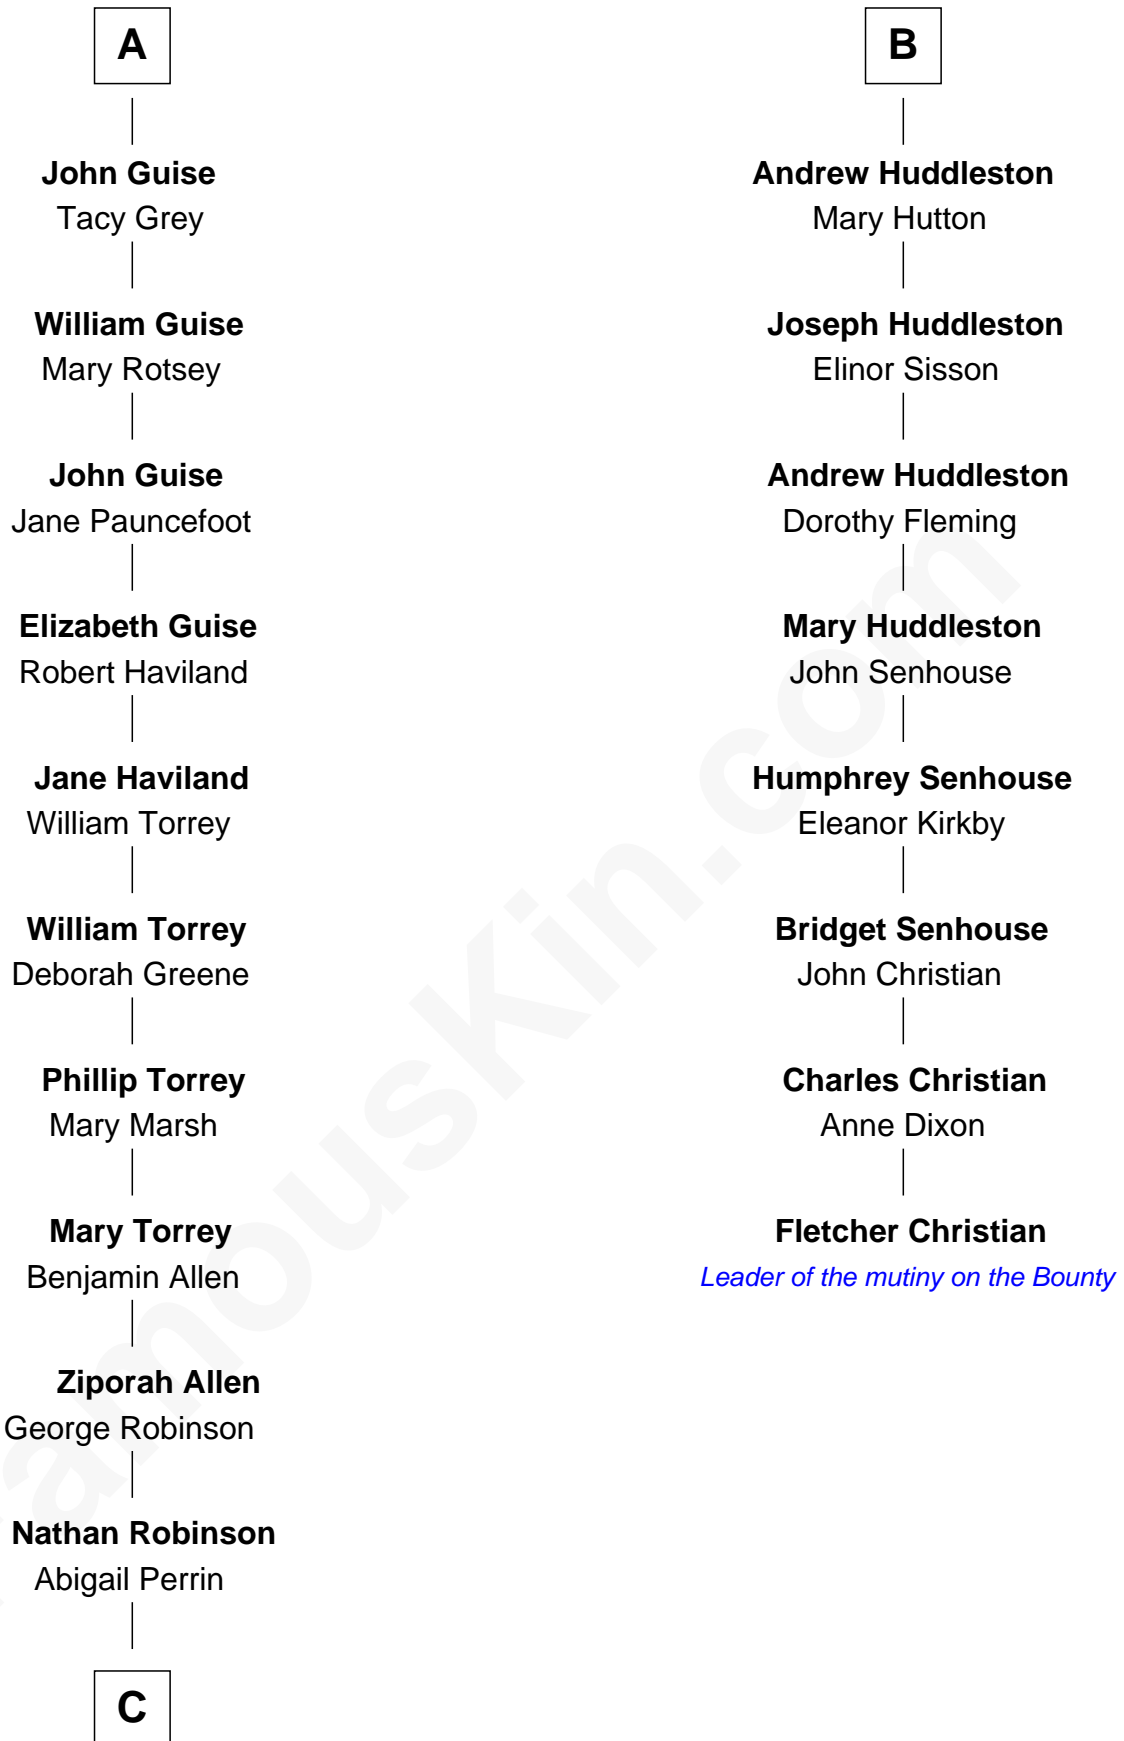 A
John Guise
Tacy Grey
William Guise
Mary Rotsey
John Guise
Jane Pauncefoot
Elizabeth Guise
Robert Haviland
Jane Haviland
William Torrey
William Torrey
Deborah Greene
Phillip Torrey
Mary Marsh
Mary Torrey
Benjamin Allen
Ziporah Allen
George Robinson
Nathan Robinson
Abigail Perrin
C
B
Andrew Huddleston
Mary Hutton
Joseph Huddleston
Elinor Sisson
Andrew Huddleston
Dorothy Fleming
Mary Huddleston
John Senhouse
Humphrey Senhouse
Eleanor Kirkby
Bridget Senhouse
John Christian
Charles Christian
Anne Dixon
Fletcher Christian
Leader of the mutiny on the Bounty
FamousKin.com